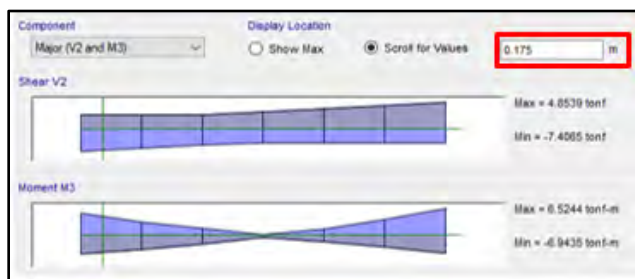 Component
Display Location
Major (V2 and M3)
Show Max
Scroll for Values
0.175
m
Shear V2
Max = 4.8539 tonf
Min = -7.4065 tonf
Moment M3
Max = 6.5244 tonf-m
Min = -6.9435 tonf-m